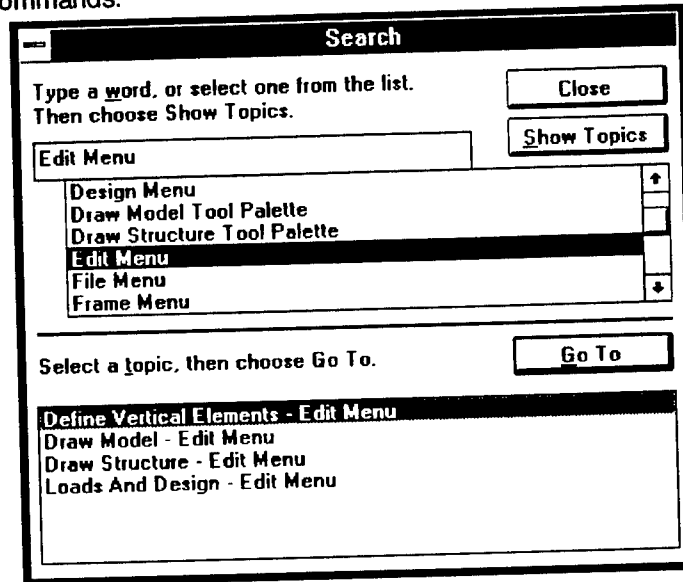 ommands.
Search
Type a word, or select one from the list.
Then choose Show Topics.
Close
Show Topics
Edit Menu
Design Menu
Draw Model Tool Palette
Draw Structure Tool Palette
Edit Menu
File Menu
Frame Menu
Select a topic, then choose Go To.
Go To
Define Vertical Elements - Edit Menu
Draw Model - Edit Menu
Draw Structure - Edit Menu
Loads And Design - Edit Menu